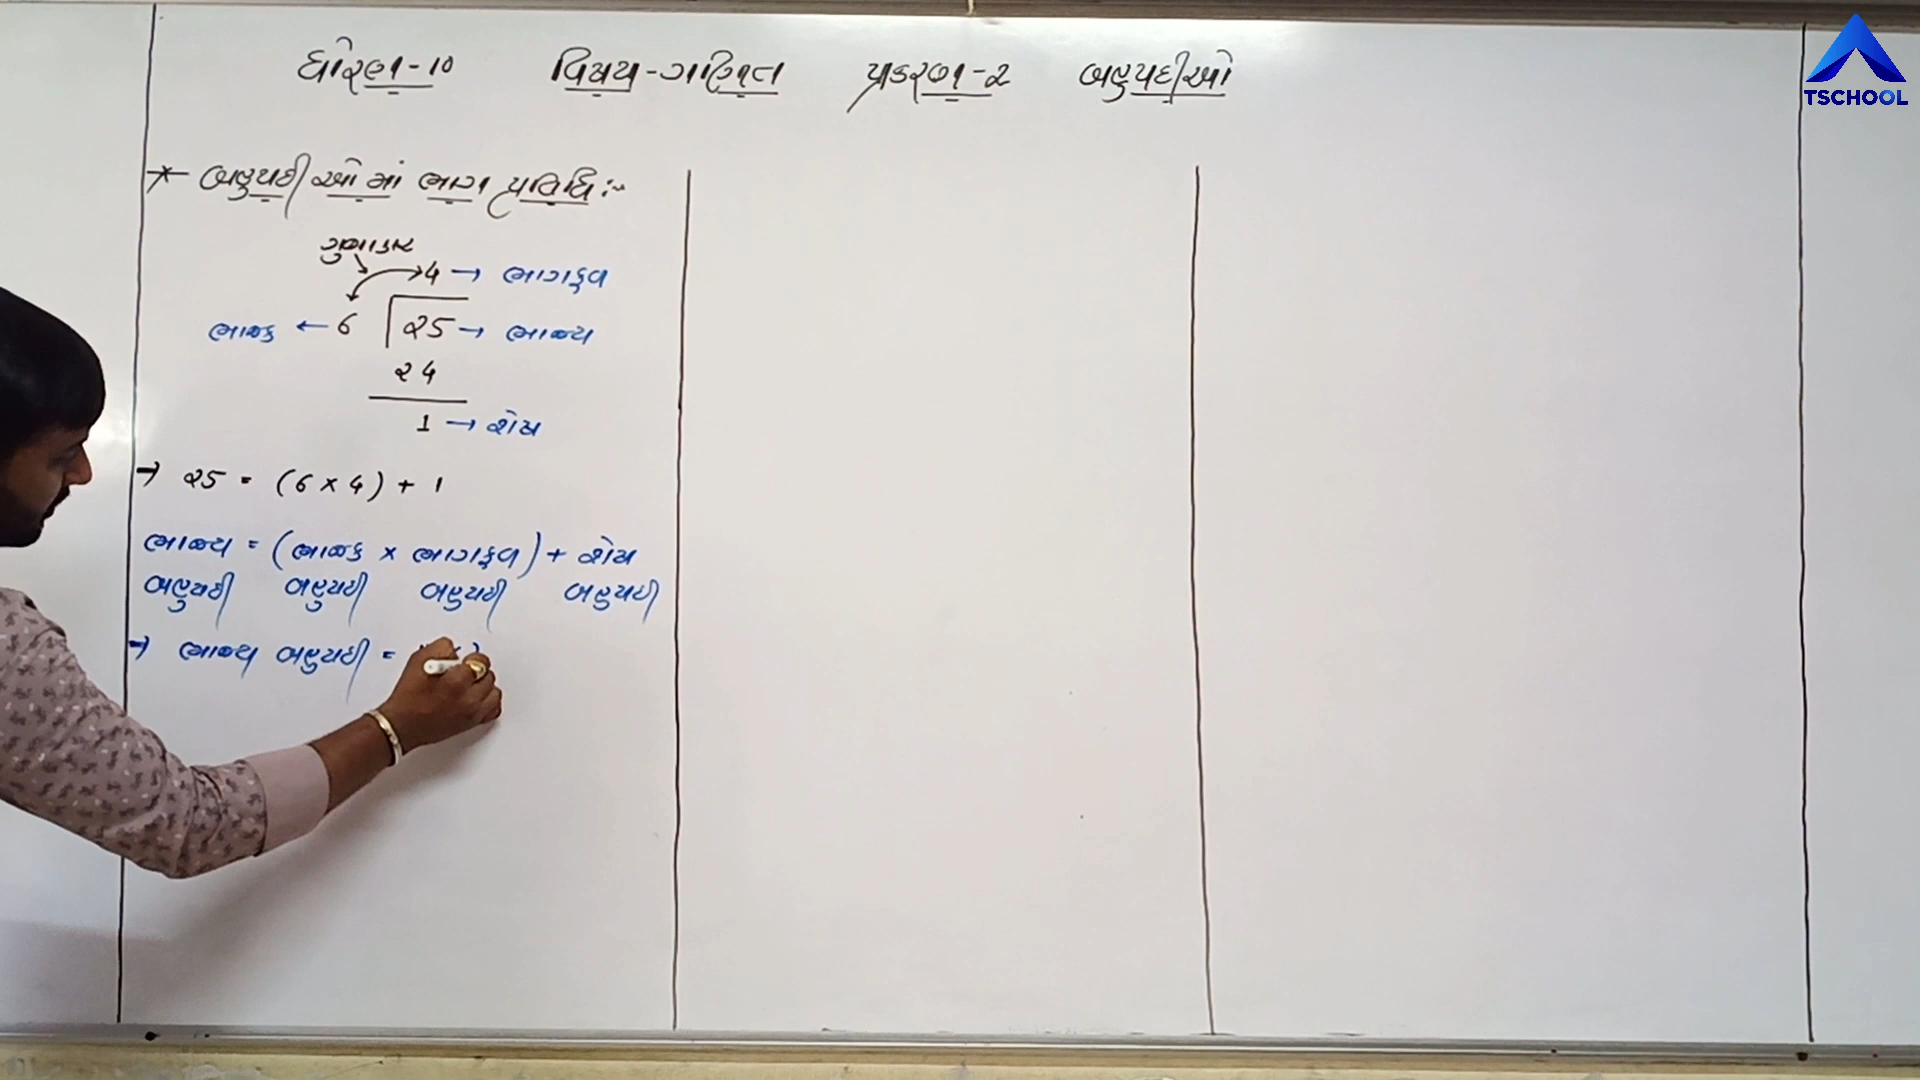 ધોરણ-10 વિષય-ગણિત પ્રકરણ-2 બહુપદીઓ
TSCHOOL
* બહુપદીઓમાં ભાગ પ્રવિધિ :-
ગુણાકાર
4 → ભાગફળ
ભાજક ← 6 25 → ભાજ્ય
24
1 → શેષ
→ 25 = (6 × 4) + 1
ભાજ્ય = (ભાજક × ભાગફળ) + શેષ
બહુપદી બહુપદી બહુપદી બહુપદી
→ ભાજ્ય બહુપદી =